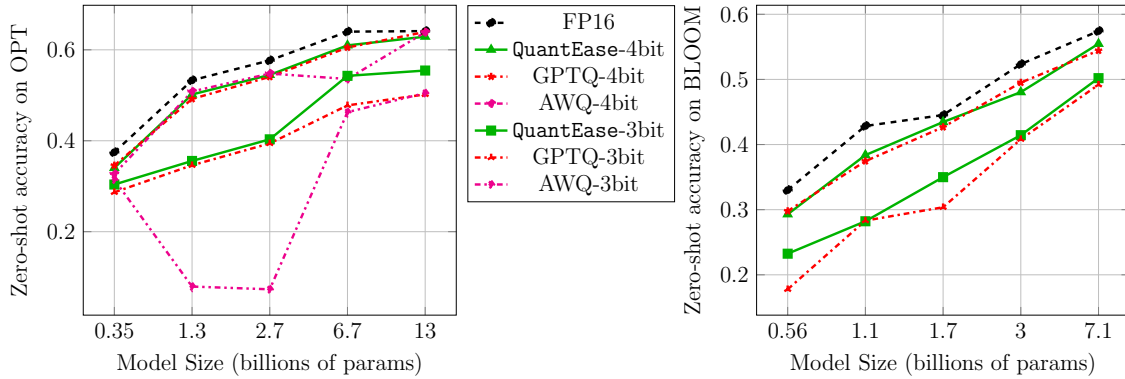 Zero-shot accuracy on OPT
0.6
0.4
0.2
0.35
1.3
2.7
6.7
13
Model Size (billions of params)
FP16
QuantEase-4bit
GPTQ-4bit
AWQ-4bit
QuantEase-3bit
GPTQ-3bit
AWQ-3bit
Zero-shot accuracy on BLOOM
0.6
0.5
0.4
0.3
0.2
0.56
1.1
1.7
3
7.1
Model Size (billions of params)